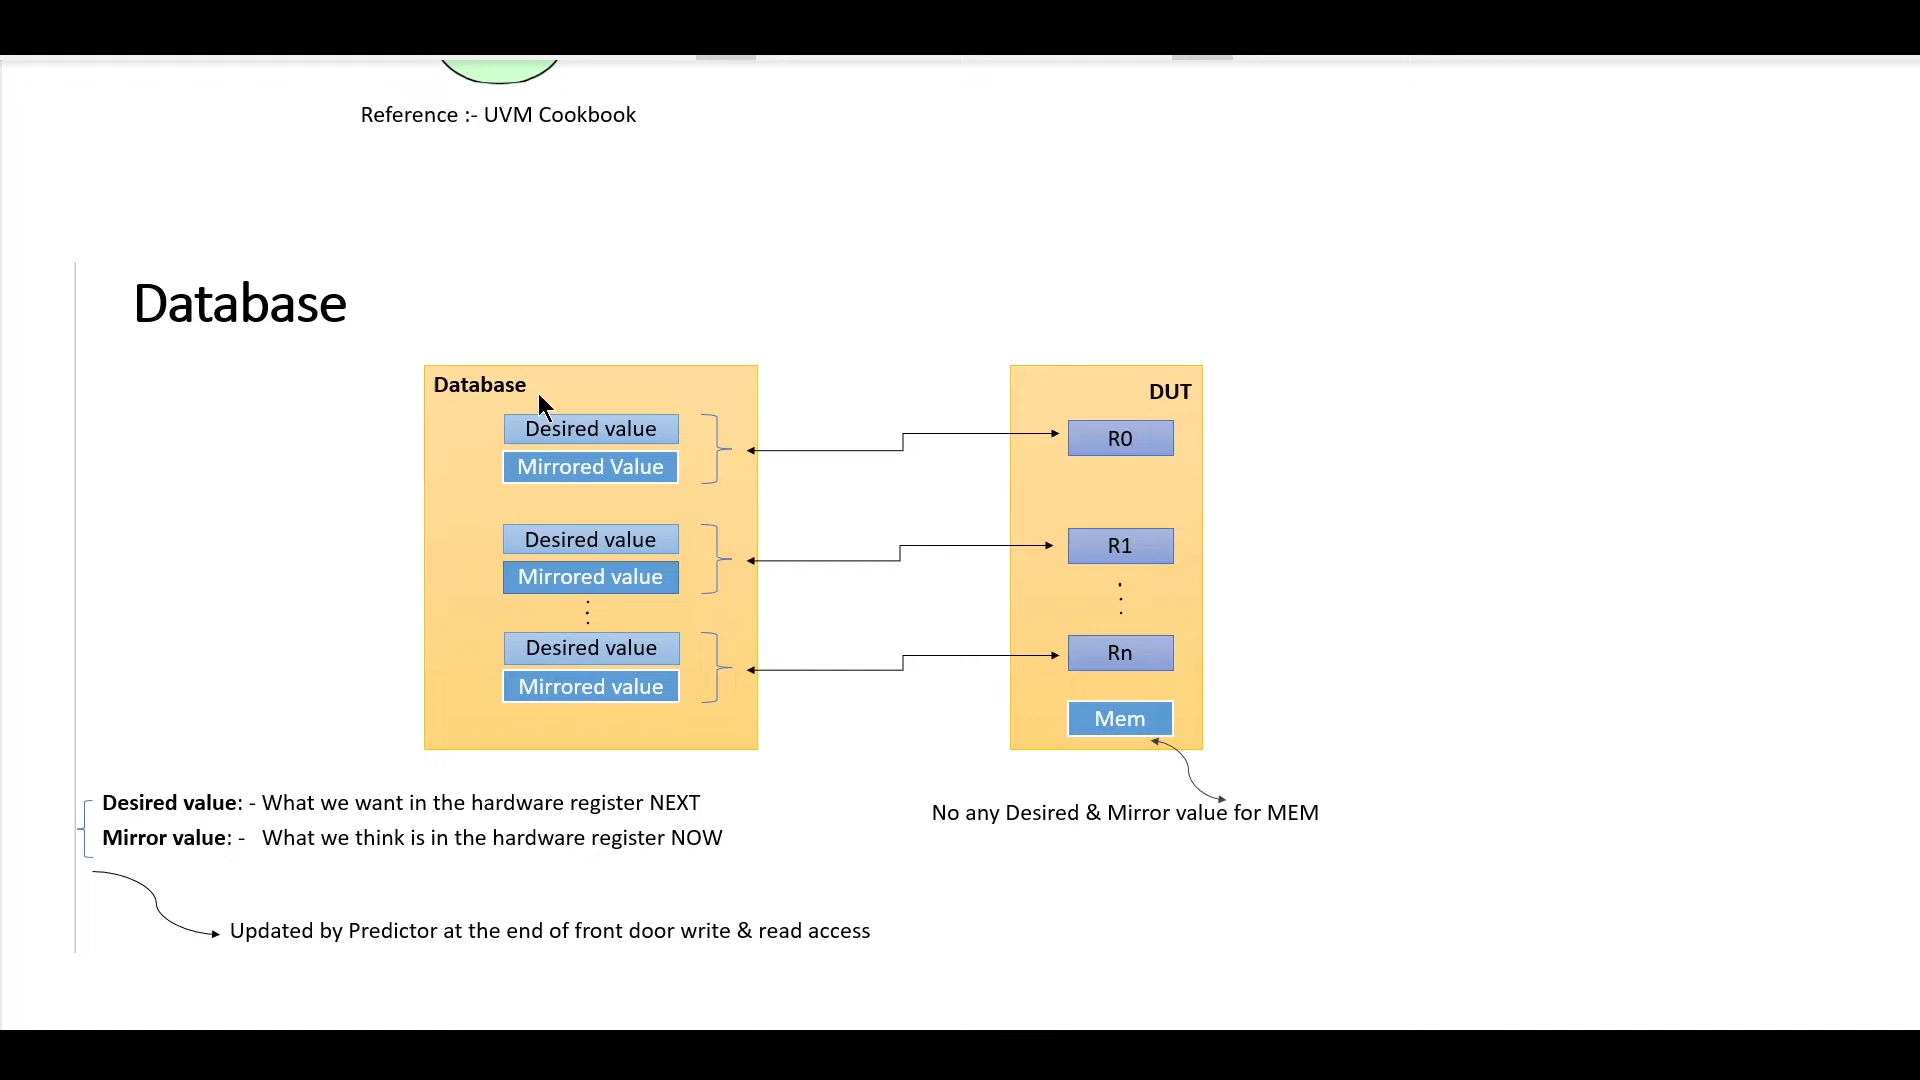 Reference :- UVM Cookbook
Database
Database
Desired value
Mirrored Value
Desired value
Mirrored value
Desired value
Mirrored value
DUT
R0
R1
Rn
Mem
Desired value: - What we want in the hardware register NEXT
Mirror value: - What we think is in the hardware register NOW
No any Desired & Mirror value for MEM
Updated by Predictor at the end of front door write & read access